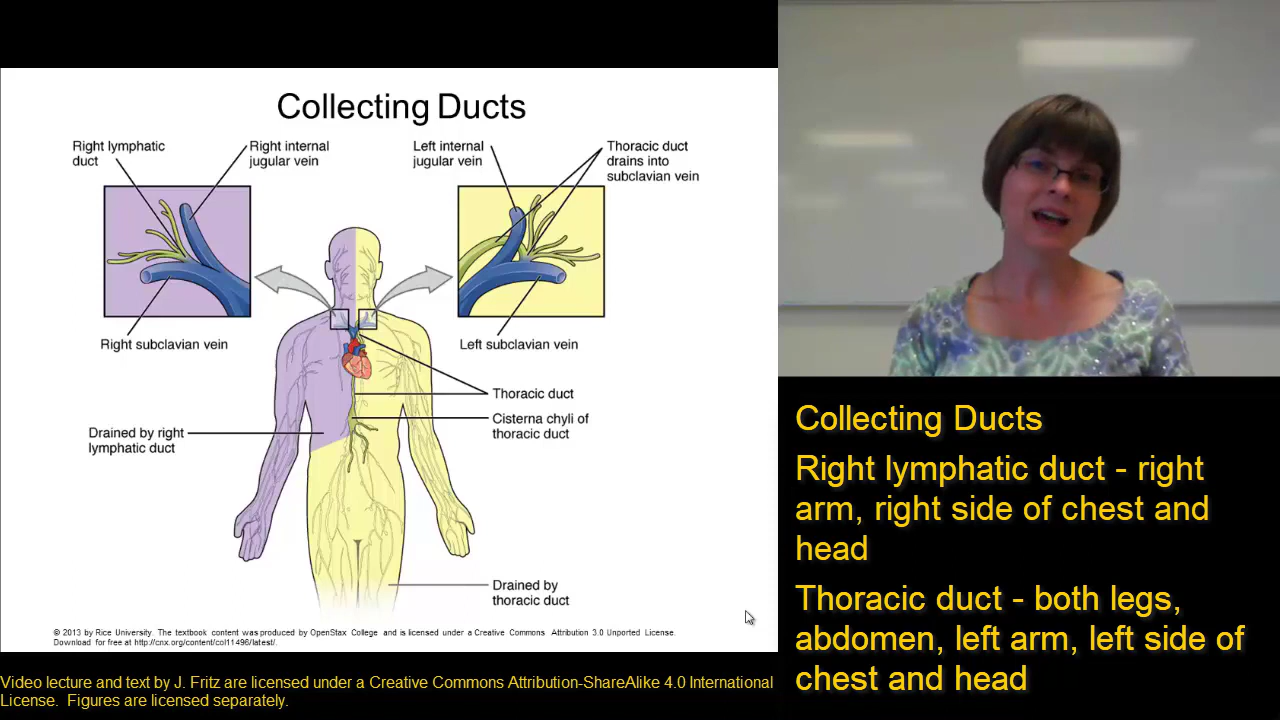 Collecting Ducts
Right lymphatic
duct
Right internal
jugular vein
Left internal
jugular vein
Thoracic duct
drains into
subclavian vein
Right subclavian vein
Left subclavian vein
Thoracic duct
Cisterna chyli of
thoracic duct
Drained by right
lymphatic duct
Drained by
thoracic duct
© 2013 by Rice University. The textbook content was produced by OpenStax College and is licensed under a Creative Commons Attribution 3.0 Unported License.
Download for free at http://cnx.org/content/col11496/latest/.
Video lecture and text by J. Fritz are licensed under a Creative Commons Attribution-ShareAlike 4.0 International
License. Figures are licensed separately.
Collecting Ducts
Right lymphatic duct - right
arm, right side of chest and
head
Thoracic duct - both legs,
abdomen, left arm, left side of
chest and head